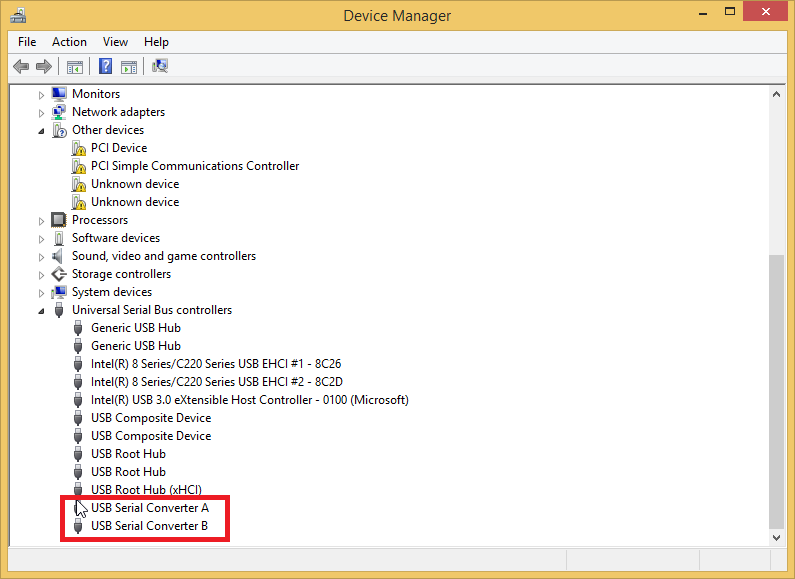 Device Manager
File Action View Help
Monitors
Network adapters
Other devices
PCI Device
PCI Simple Communications Controller
Unknown device
Unknown device
Processors
Software devices
Sound, video and game controllers
Storage controllers
System devices
Universal Serial Bus controllers
Generic USB Hub
Generic USB Hub
Intel(R) 8 Series/C220 Series USB EHCI #1 - 8C26
Intel(R) 8 Series/C220 Series USB EHCI #2 - 8C2D
Intel(R) USB 3.0 eXtensible Host Controller - 0100 (Microsoft)
USB Composite Device
USB Composite Device
USB Root Hub
USB Root Hub
USB Root Hub (xHCI)
USB Serial Converter A
USB Serial Converter B